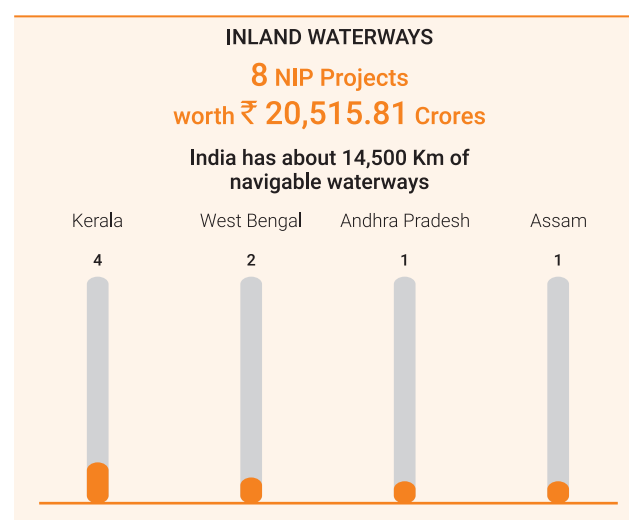 INLAND WATERWAYS
8 NIP Projects
worth ₹ 20,515.81 Crores
India has about 14,500 Km of
navigable waterways
Kerala West Bengal Andhra Pradesh Assam
4 2 1 1